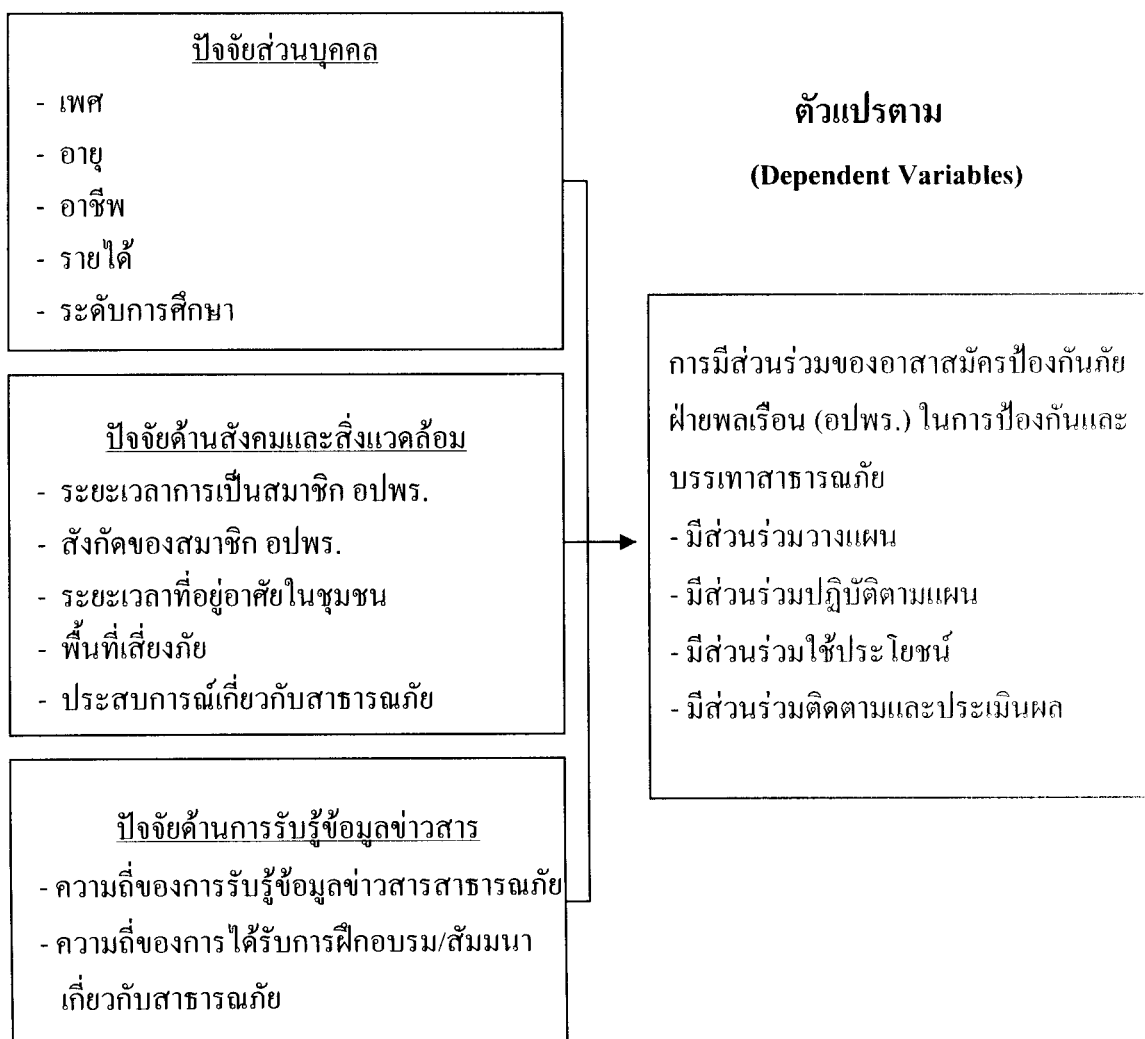 ปัจจัยส่วนบุคคล
- เพศ
- อายุ
- อาชีพ
- รายได้
- ระดับการศึกษา
ปัจจัยด้านสังคมและสิ่งแวดล้อม
- ระยะเวลาการเป็นสมาชิก อปพร.
- สังกัดของสมาชิก อปพร.
- ระยะเวลาที่อยู่อาศัยในชุมชน
- พื้นที่เสี่ยงภัย
- ประสบการณ์เกี่ยวกับสาธารณภัย
ปัจจัยด้านการรับรู้ข้อมูลข่าวสาร
- ความถี่ของการรับรู้ข้อมูลข่าวสารสาธารณภัย
- ความถี่ของการได้รับการฝึกอบรม/สัมมนา
เกี่ยวกับสาธารณภัย
ตัวแปรตาม
(Dependent Variables)
การมีส่วนร่วมของอาสาสมัครป้องกันภัย
ฝ่ายพลเรือน (อปพร.) ในการป้องกันและ
บรรเทาสาธารณภัย
- มีส่วนร่วมวางแผน
- มีส่วนร่วมปฏิบัติตามแผน
- มีส่วนร่วมใช้ประโยชน์
- มีส่วนร่วมติดตามและประเมินผล